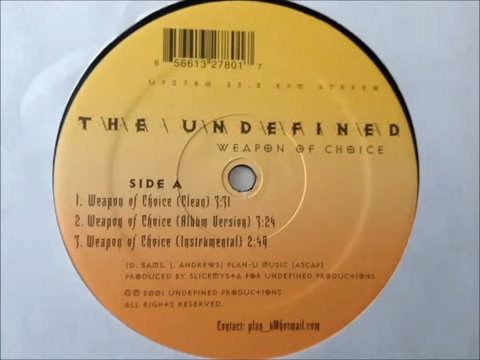 6 56613 27801 7
UP2780 33.3 RPM STEREO
THE UNDEFINED
WEAPON OF CHOICE
SIDE A
1. Weapon of Choice (Clean) 3:31
2. Weapon of Choice (Album Version) 3:24
3. Weapon of Choice (Instrumental) 2:49
(D. BAMS, J. ANDREWS) PLAN-U MUSIC (ASCAP)
PRODUCED BY SLICEMYSTA FOR UNDEFINED PRODUCTIONS
©℗ 2001 UNDEFINED PRODUCTIONS
ALL RIGHTS RESERVED.
Contact: plan_u@hotmail.com